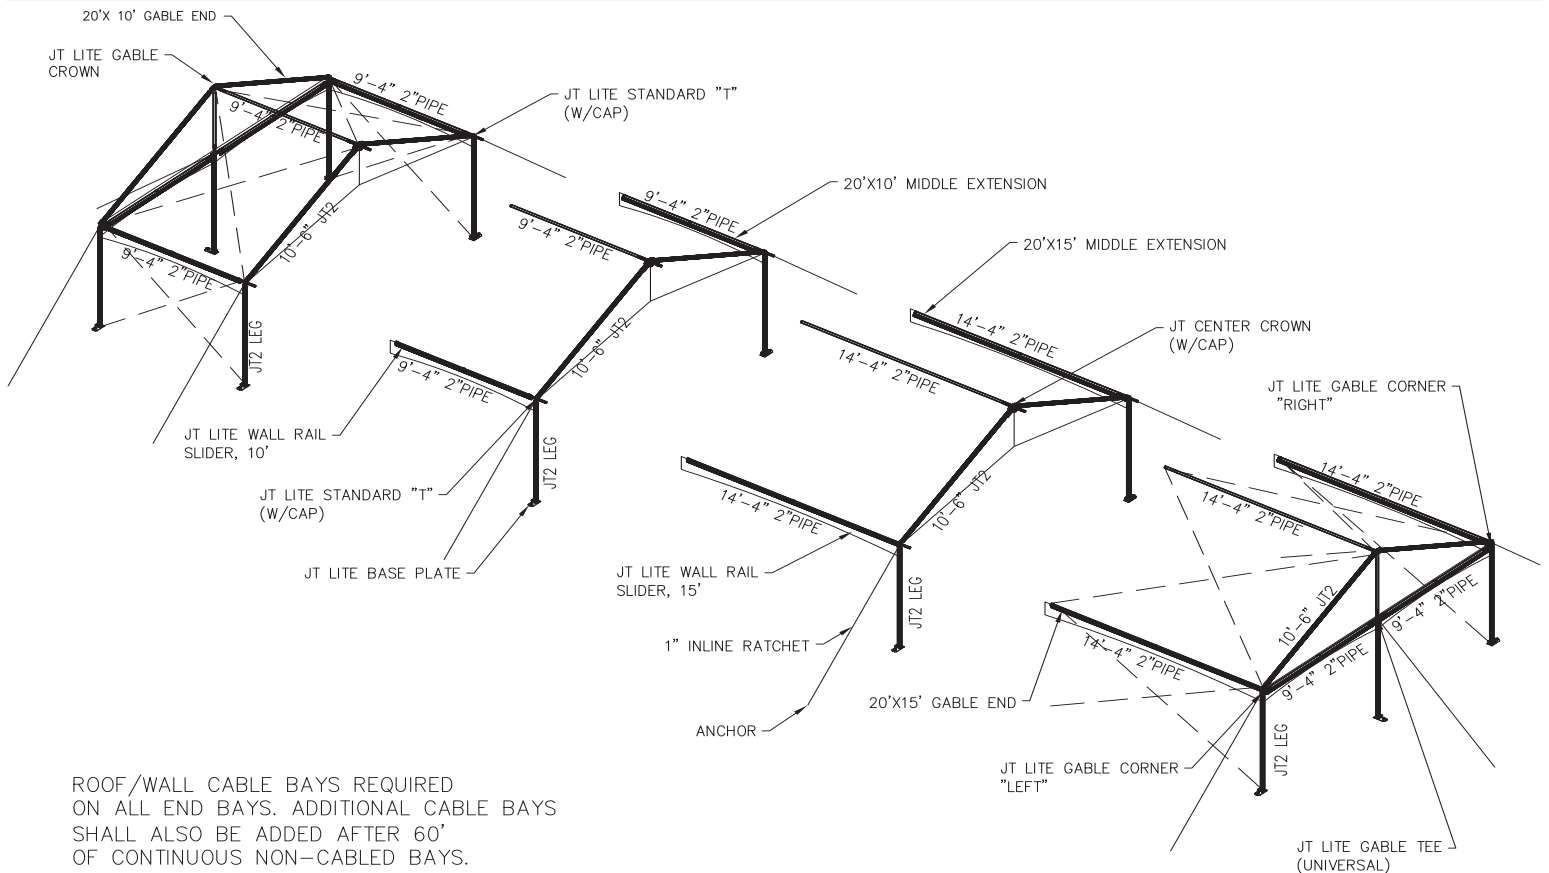 20'X 10' GABLE END
JT LITE GABLE
CROWN
9'-4" 2"PIPE
9'-4" 2"PIPE
JT LITE STANDARD "T"
(W/CAP)
20'X10' MIDDLE EXTENSION
9'-4" 2"PIPE
10'-6" JT2
9'-4" 2"PIPE
20'X15' MIDDLE EXTENSION
9'-4" 2"PIPE
JT2 LEG
14'-4" 2"PIPE
JT CENTER CROWN
(W/CAP)
10'-6" JT2
14'-4" 2"PIPE
9'-4" 2"PIPE
JT LITE GABLE CORNER
"RIGHT"
JT LITE WALL RAIL
SLIDER, 10'
JT2 LEG
14'-4" 2"PIPE
JT LITE STANDARD "T"
(W/CAP)
14'-4" 2"PIPE
10'-6" JT2
14'-4" 2"PIPE
JT LITE BASE PLATE
JT LITE WALL RAIL
SLIDER, 15'
JT2 LEG
10'-6" JT2
9'-4" 2"PIPE
1" INLINE RATCHET
14'-4" 2"PIPE
9'-4" 2"PIPE
20'X15' GABLE END
ANCHOR
JT2 LEG
JT LITE GABLE CORNER
"LEFT"
ROOF/WALL CABLE BAYS REQUIRED
ON ALL END BAYS. ADDITIONAL CABLE BAYS
SHALL ALSO BE ADDED AFTER 60'
OF CONTINUOUS NON-CABLED BAYS.
JT LITE GABLE TEE
(UNIVERSAL)